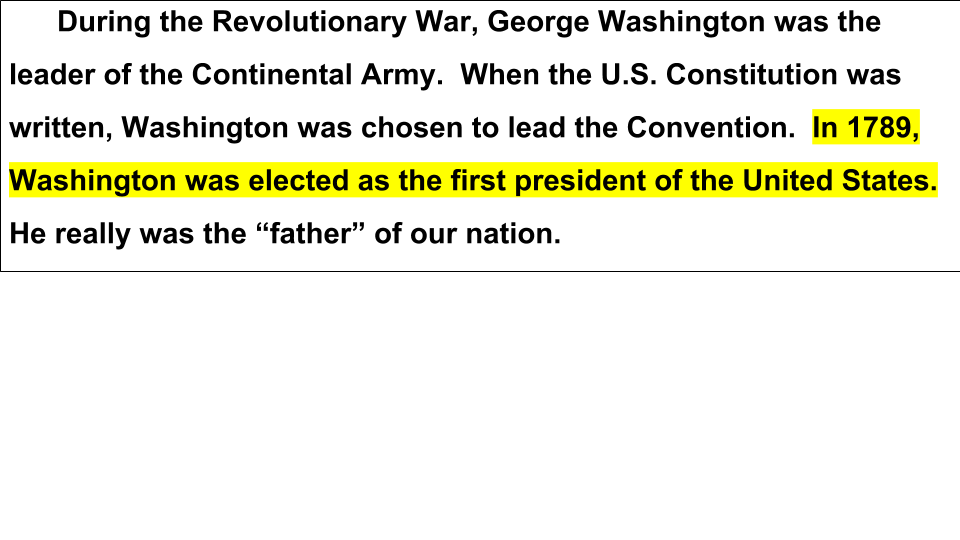 During the Revolutionary War, George Washington was the
leader of the Continental Army.  When the U.S. Constitution was
written, Washington was chosen to lead the Convention.  In 1789,
Washington was elected as the first president of the United States.
He really was the “father” of our nation.